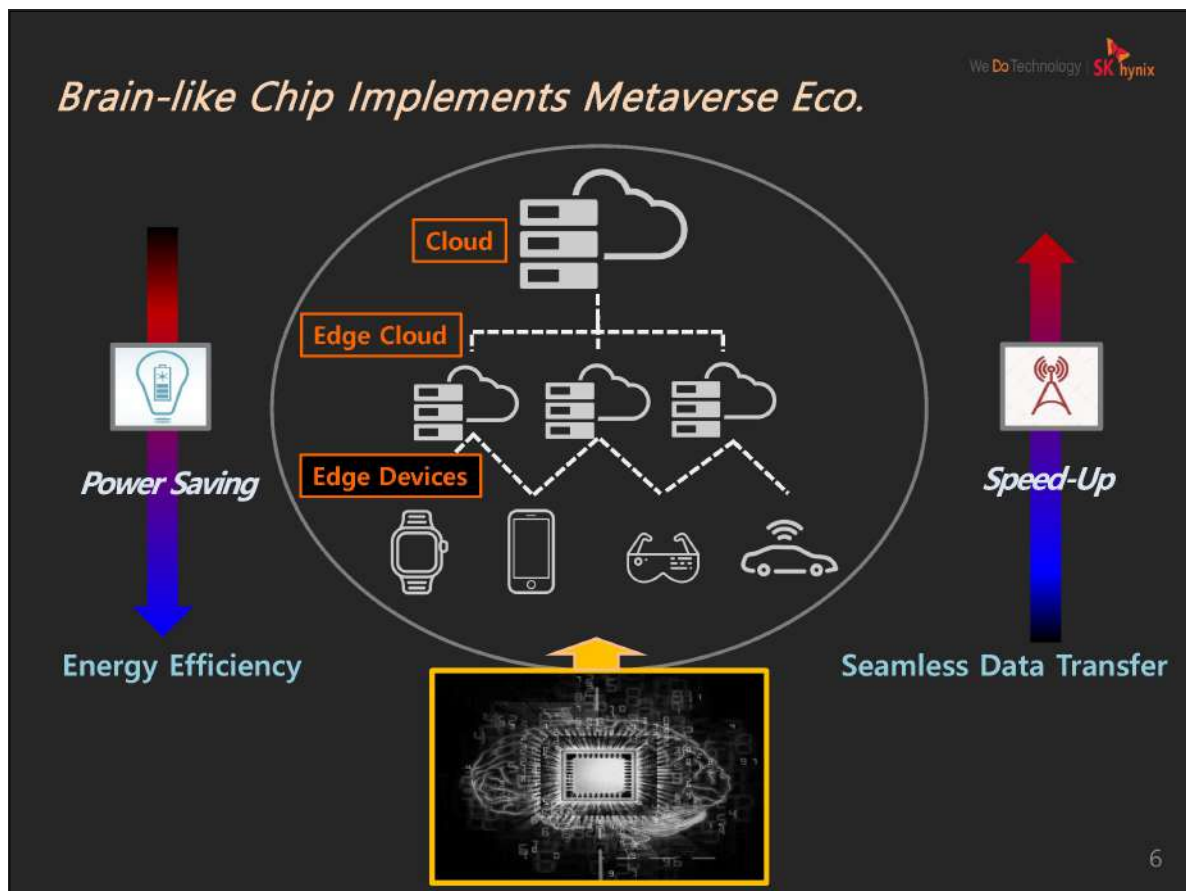 We Do Technology | SK hynix
Brain-like Chip Implements Metaverse Eco.
Cloud
Edge Cloud
Edge Devices
Power Saving
Speed-Up
Energy Efficiency
Seamless Data Transfer
6